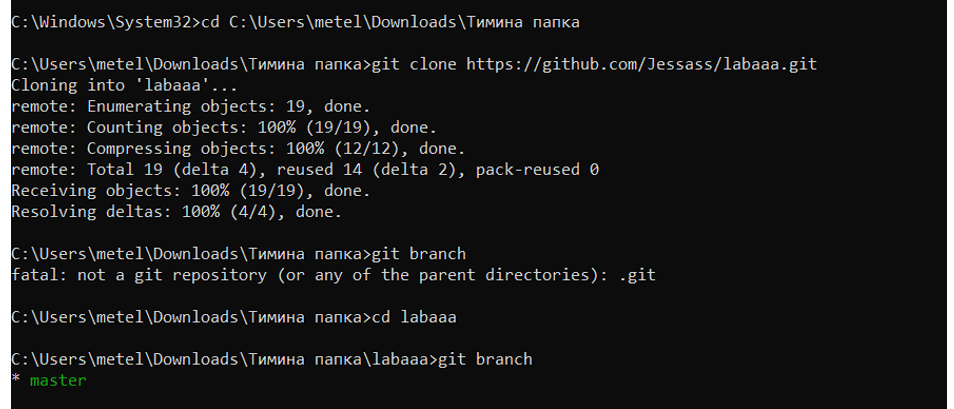 C:\Windows\System32>cd C:\Users\metel\Downloads\Тимина папка
C:\Users\metel\Downloads\Тимина папка>git clone https://github.com/Jessass/labaaa.git
Cloning into 'labaaa'...
remote: Enumerating objects: 19, done.
remote: Counting objects: 100% (19/19), done.
remote: Compressing objects: 100% (12/12), done.
remote: Total 19 (delta 4), reused 14 (delta 2), pack-reused 0
Receiving objects: 100% (19/19), done.
Resolving deltas: 100% (4/4), done.
C:\Users\metel\Downloads\Тимина папка>git branch
fatal: not a git repository (or any of the parent directories): .git
C:\Users\metel\Downloads\Тимина папка>cd labaaa
C:\Users\metel\Downloads\Тимина папка\labaaa>git branch
* master